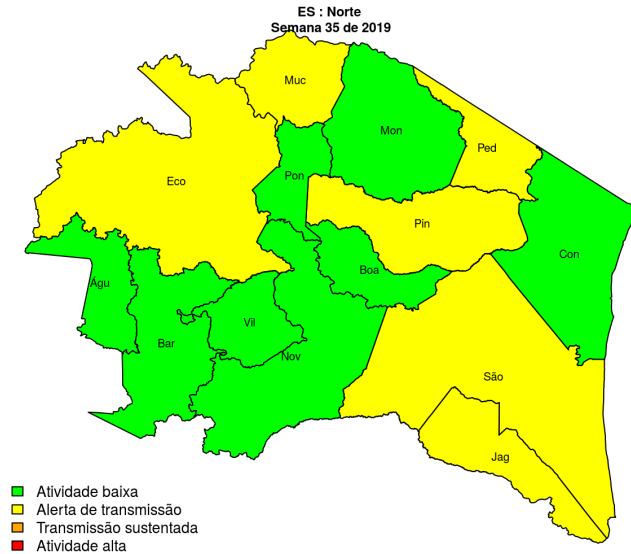 ES : Norte
Semana 35 de 2019
Muc
Mon
Ped
Eco
Pon
Pin
Con
Boa
Águ
Vil
Bar
Nov
São
Jag
Atividade baixa
Alerta de transmissão
Transmissão sustentada
Atividade alta